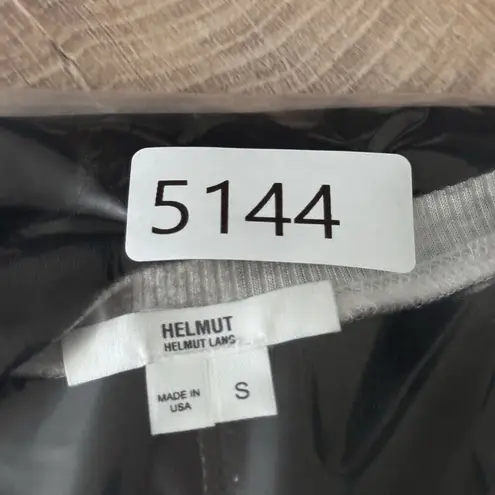 5144
HELMUT
HELMUT LANG
MADE IN
USA
S